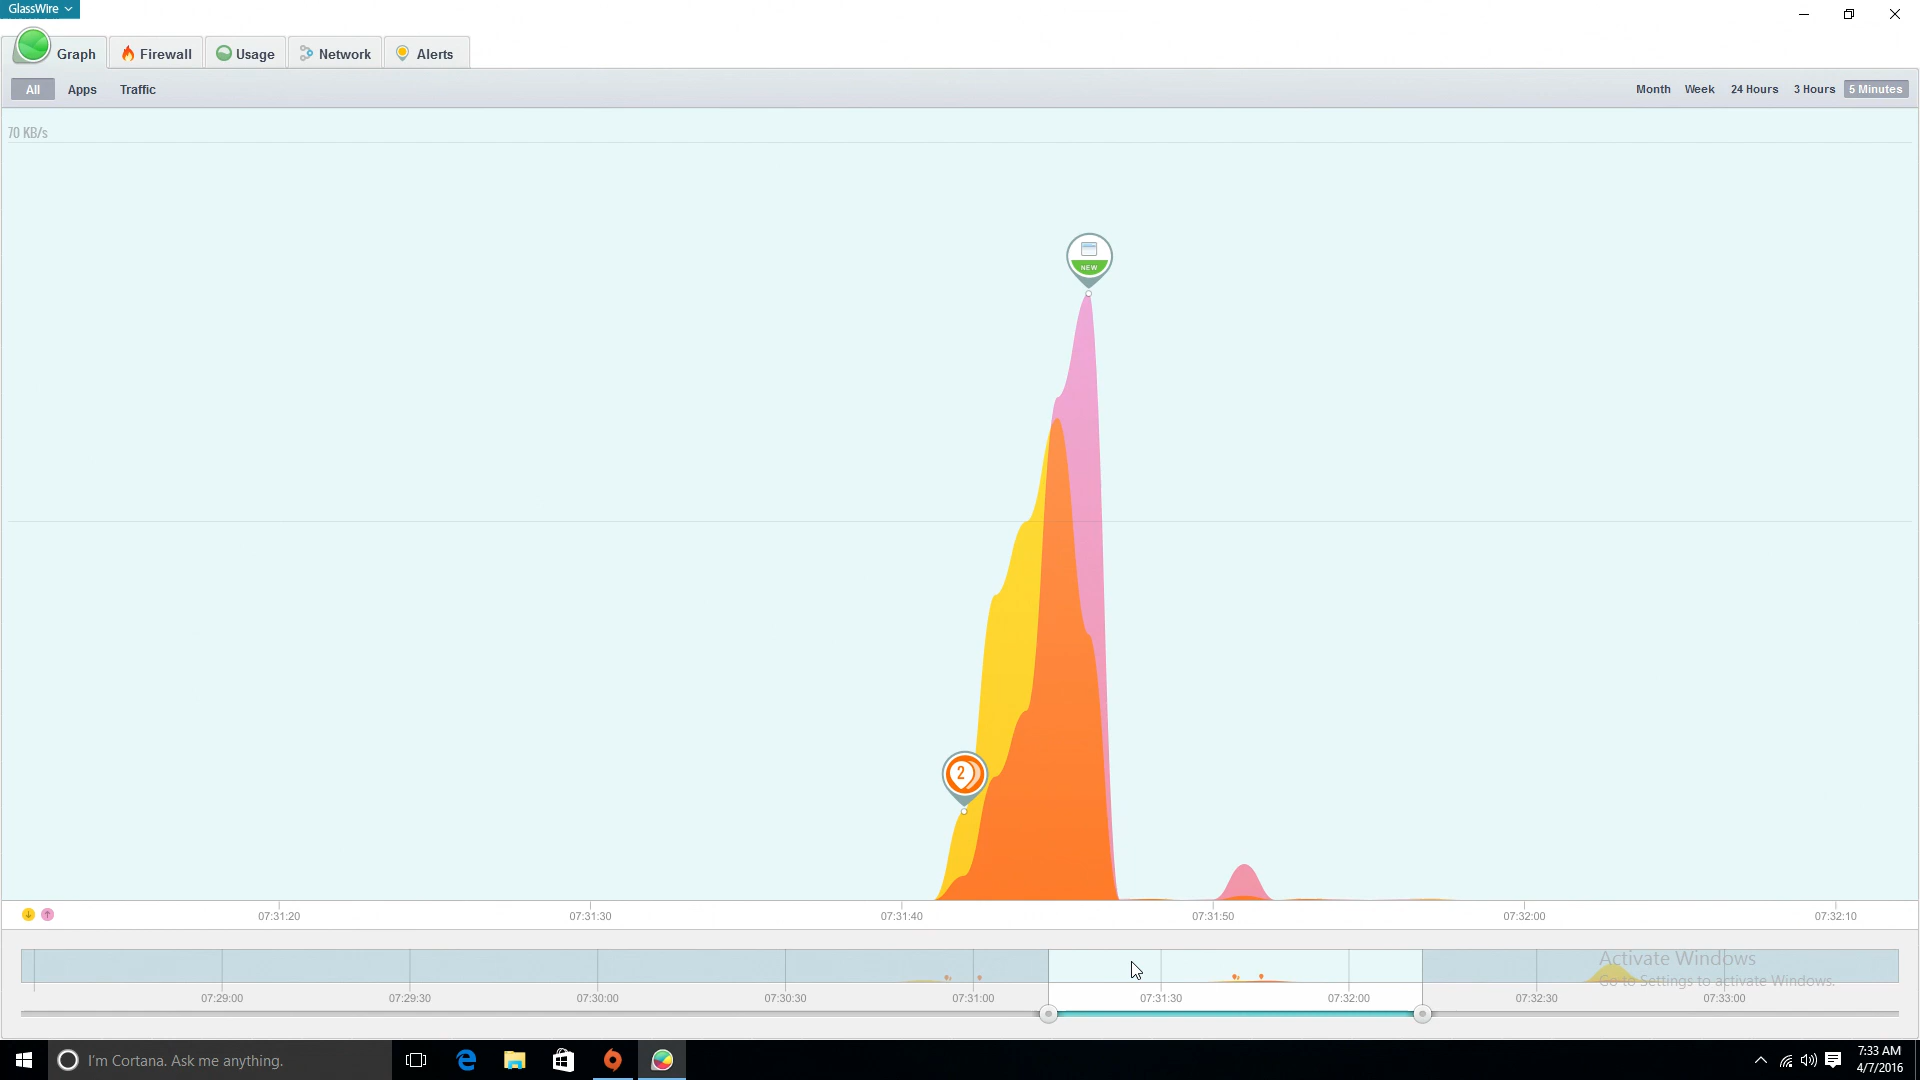 GlassWire
Graph
Firewall
Usage
Network
Alerts
All
Apps
Traffic
Month
Week
24 Hours
3 Hours
5 Minutes
70 KB/s
NEW
2
07:31:20
07:31:30
07:31:40
07:31:50
07:32:00
07:32:10
Activate Windows
Go to Settings to activate Windows.
07:29:00
07:29:30
07:30:00
07:30:30
07:31:00
07:31:30
07:32:00
07:32:30
07:33:00
I'm Cortana. Ask me anything.
7:33 AM
4/7/2016